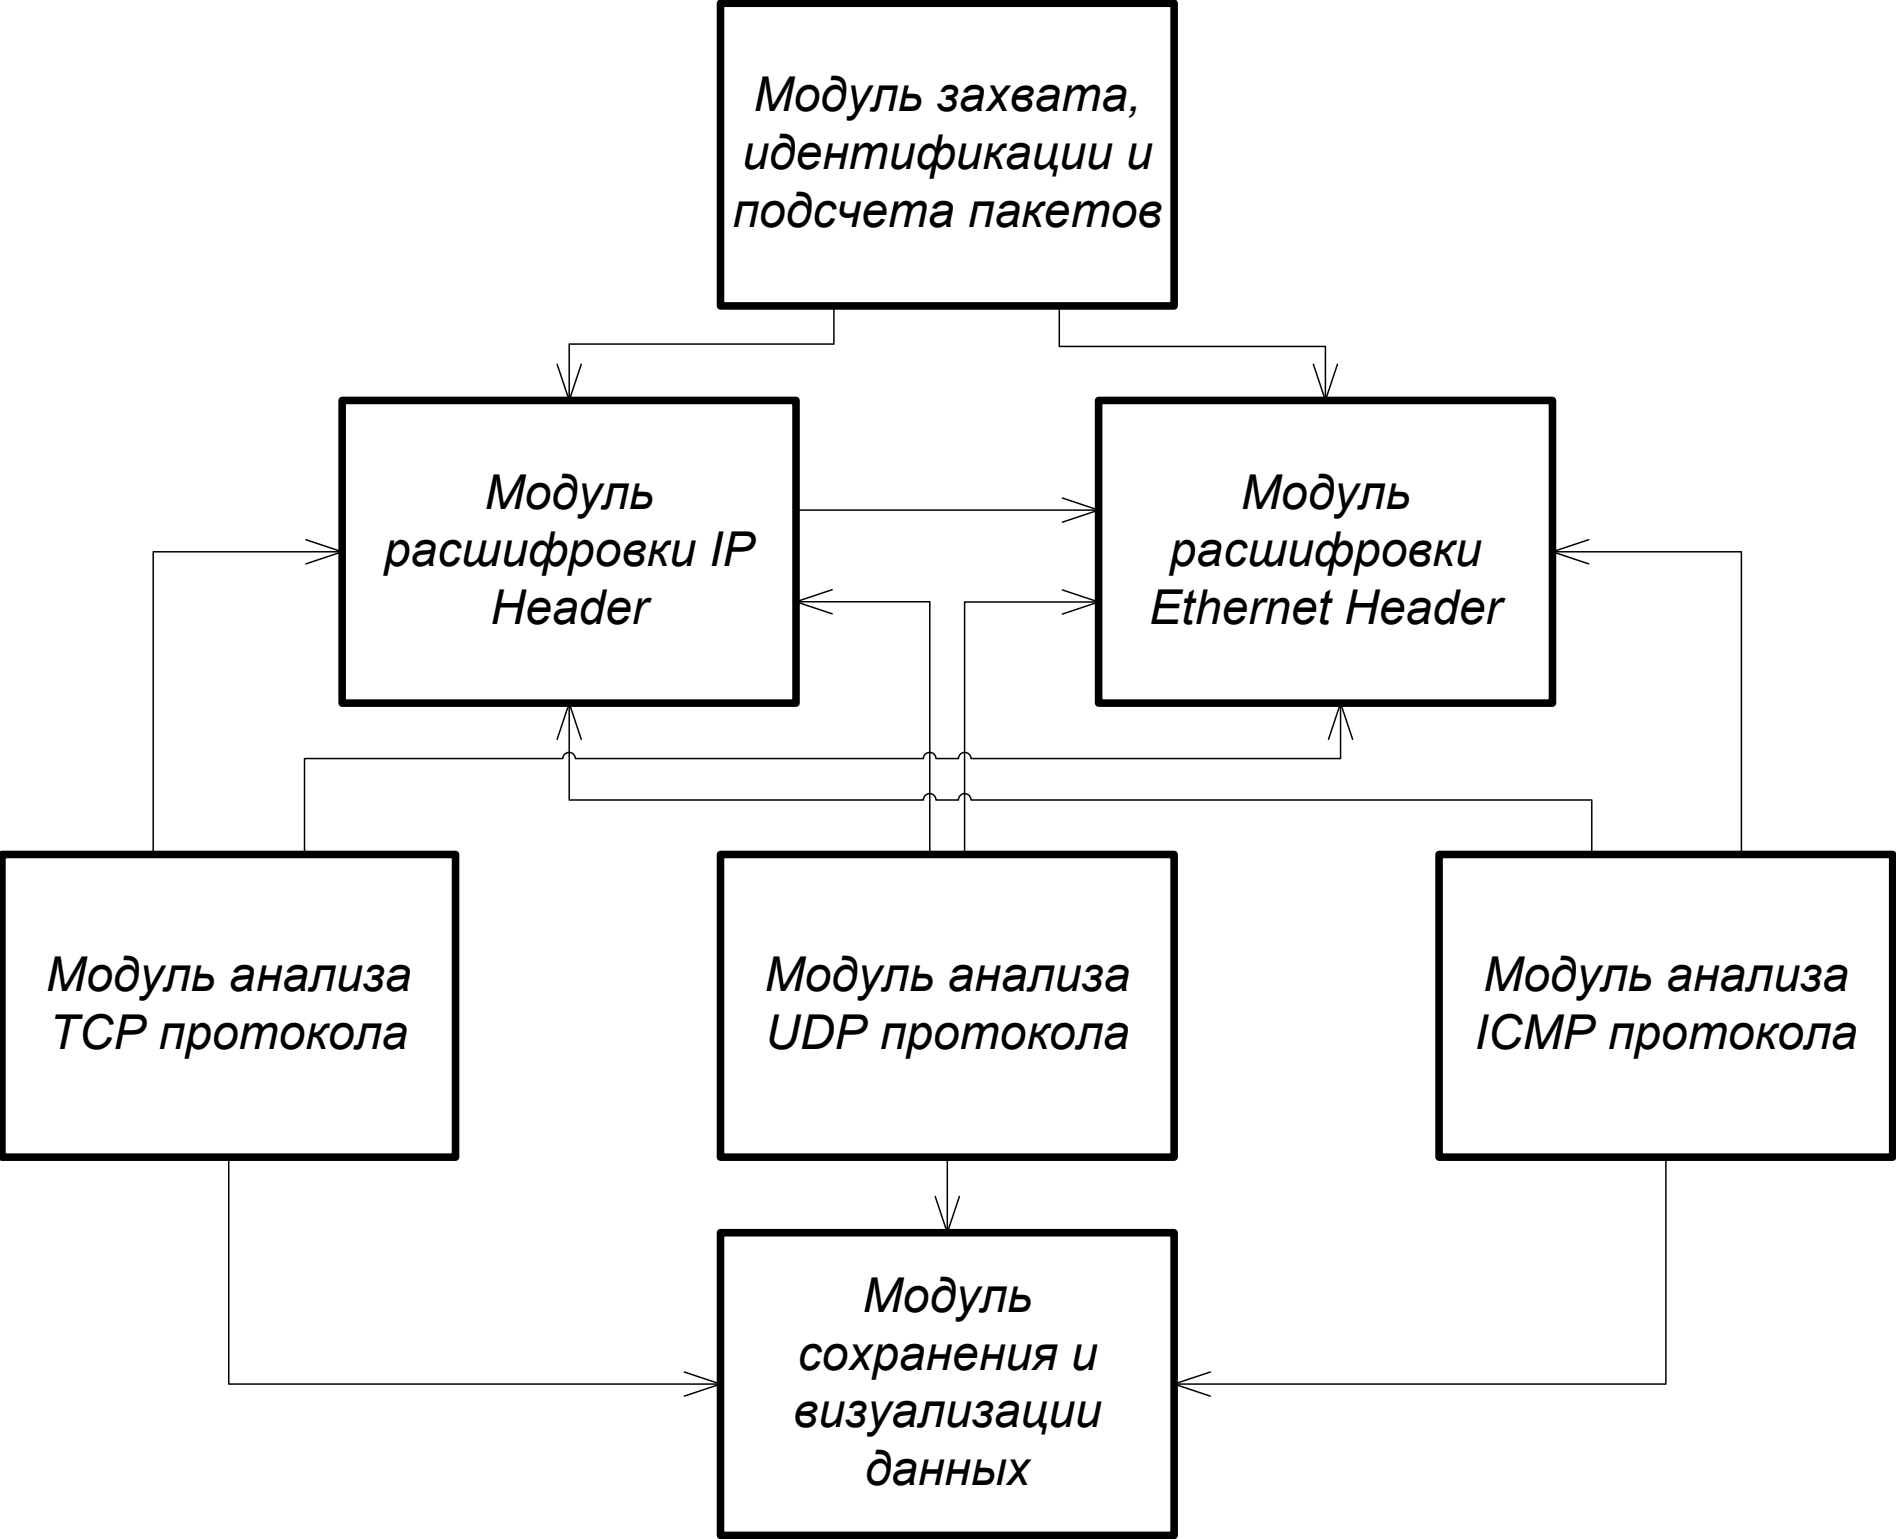 Модуль захвата,
идентификации и
подсчета пакетов
Модуль
расшифровки IP
Header
Модуль
расшифровки
Ethernet Header
Модуль анализа
TCP протокола
Модуль анализа
UDP протокола
Модуль анализа
ICMP протокола
Модуль
сохранения и
визуализации
данных